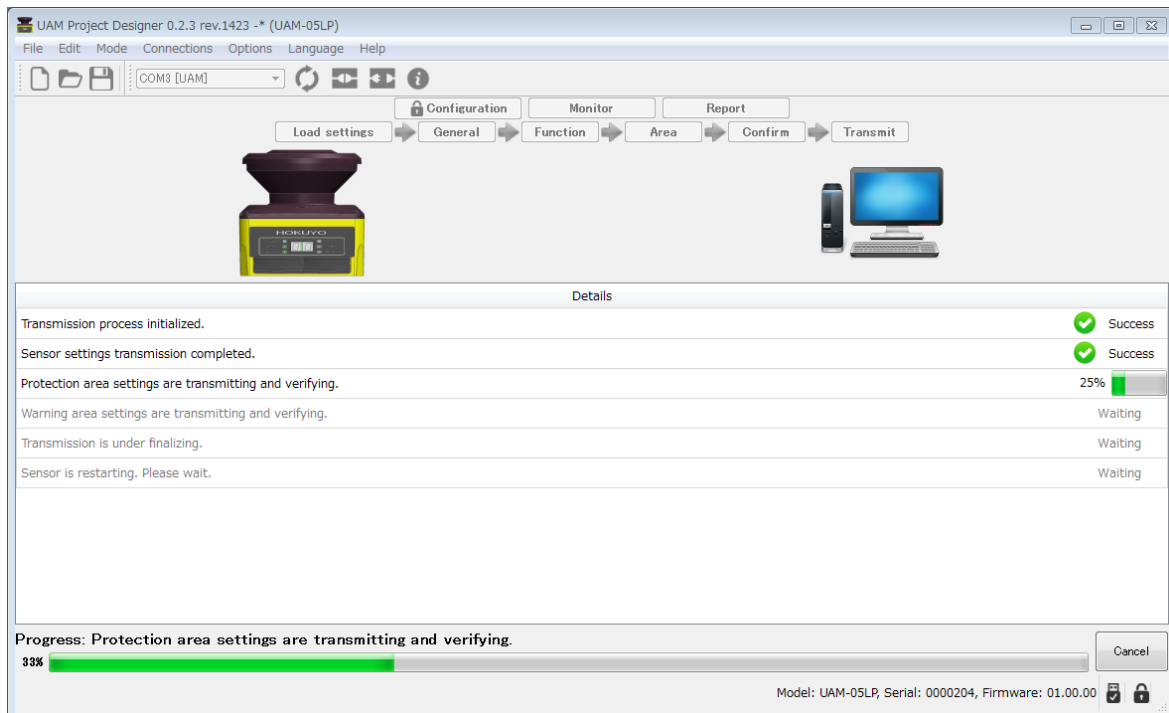 UAM Project Designer 0.2.3 rev.1423 -* (UAM-05LP)
File Edit Mode Connections Options Language Help
COM3 [UAM]
Configuration Monitor Report
Load settings General Function Area Confirm Transmit
HOKUYO
Details
Transmission process initialized. Success
Sensor settings transmission completed. Success
Protection area settings are transmitting and verifying. 25%
Warning area settings are transmitting and verifying. Waiting
Transmission is under finalizing. Waiting
Sensor is restarting. Please wait. Waiting
Progress: Protection area settings are transmitting and verifying.
33%
Cancel
Model: UAM-05LP, Serial: 0000204, Firmware: 01.00.00